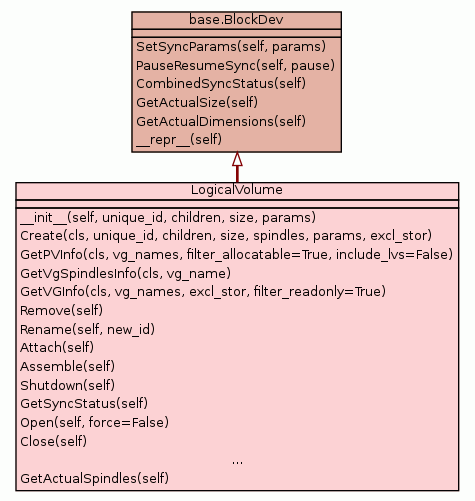 base.BlockDev
SetSyncParams(self, params)
PauseResumeSync(self, pause)
CombinedSyncStatus(self)
GetActualSize(self)
GetActualDimensions(self)
__repr__(self)
LogicalVolume
__init__(self, unique_id, children, size, params)
Create(cls, unique_id, children, size, spindles, params, excl_stor)
GetPVInfo(cls, vg_names, filter_allocatable=True, include_lvs=False)
GetVgSpindlesInfo(cls, vg_name)
GetVGInfo(cls, vg_names, excl_stor, filter_readonly=True)
Remove(self)
Rename(self, new_id)
Attach(self)
Assemble(self)
Shutdown(self)
GetSyncStatus(self)
Open(self, force=False)
Close(self)
...
GetActualSpindles(self)